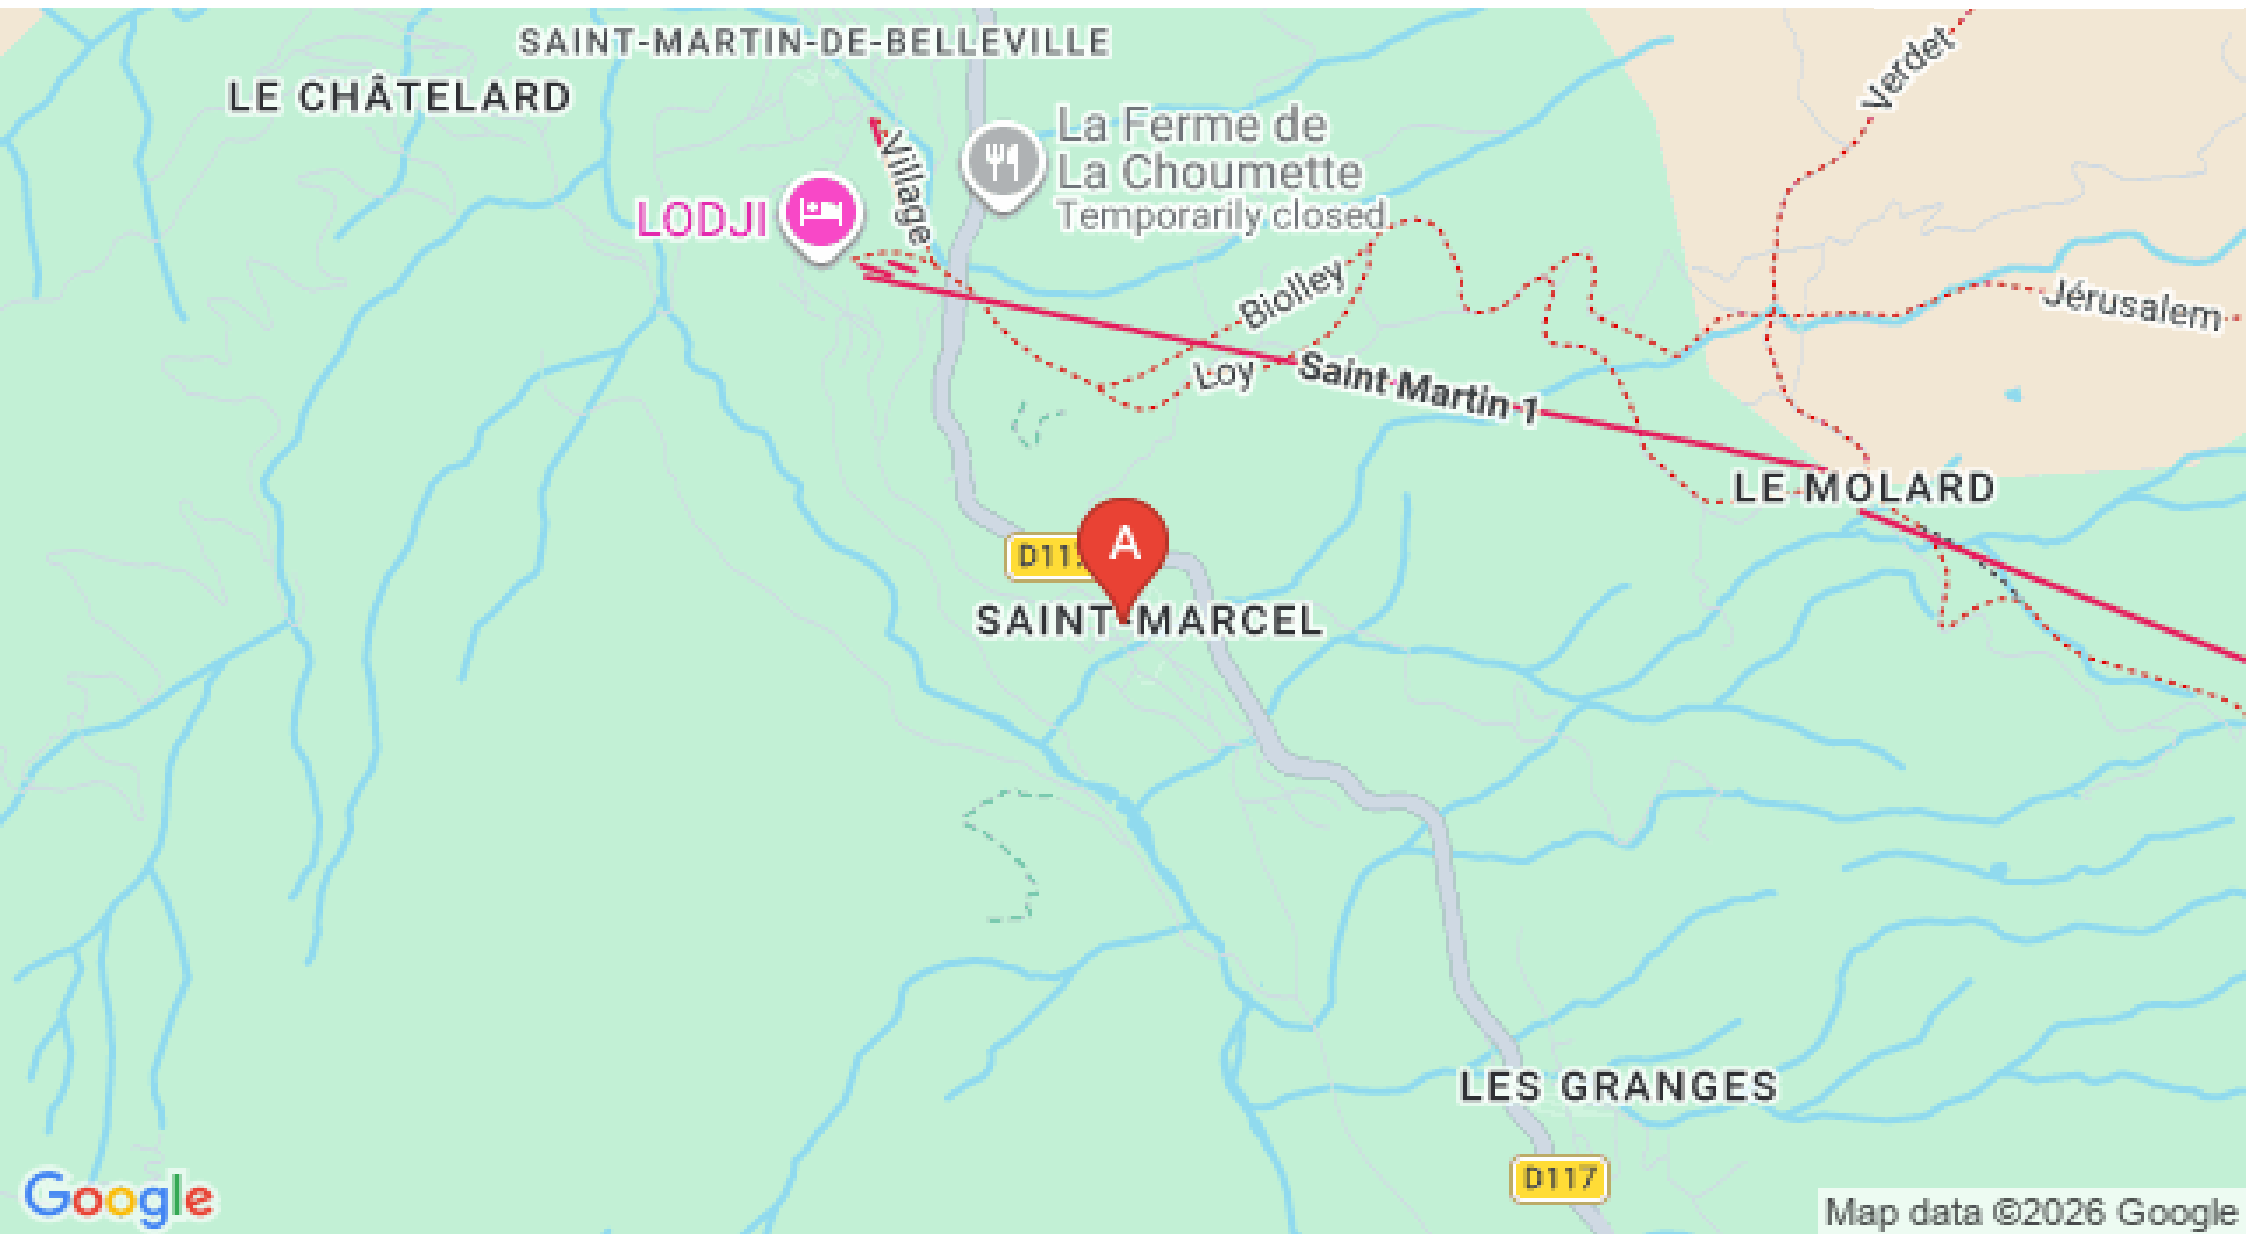 SAINT-MARTIN-DE-BELLEVILLE
LE CHÂTELARD
Verdet
La Ferme de
La Choumette
Temporarily closed
Village
LODJI
Biolley
Jérusalem
Loy
Saint Martin 1
LE MOLARD
A
SAINT-MARCEL
LES GRANGES
D117
Google
Map data ©2026 Google